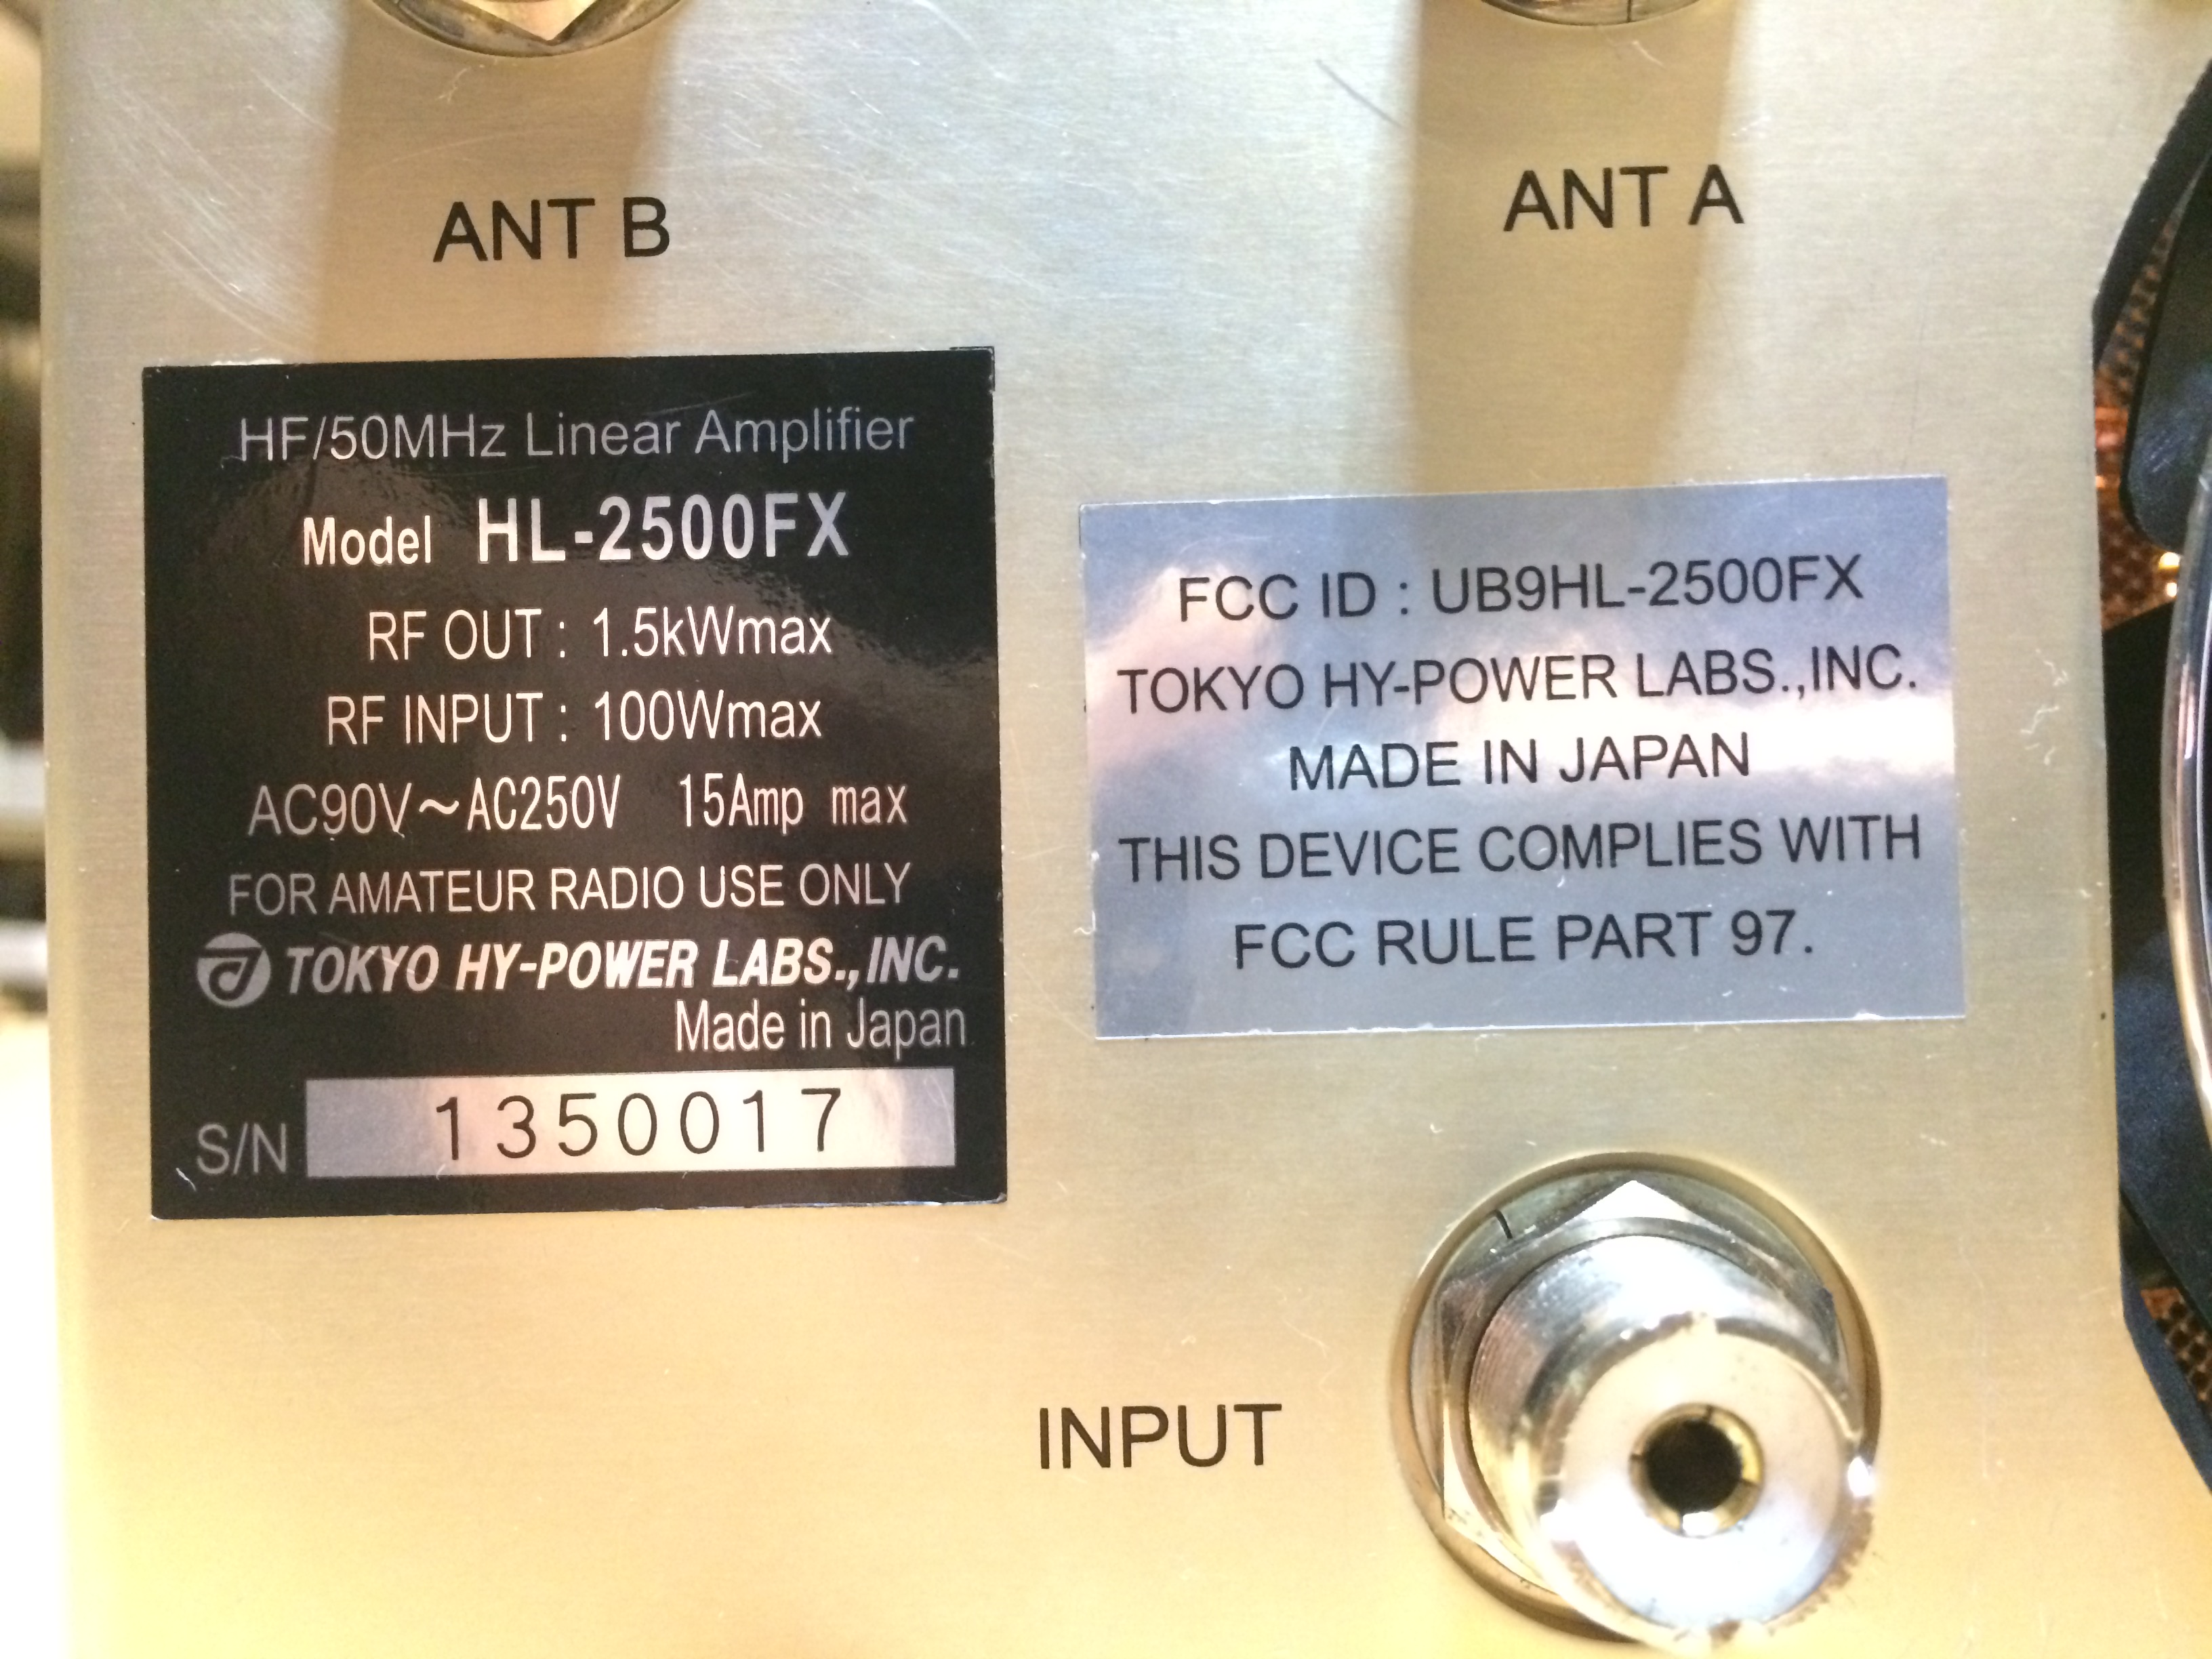 ANT B
ANT A
HF/50MHz Linear Amplifier
Model HL-2500FX
RF OUT : 1.5kWmax
RF INPUT : 100Wmax
AC90V~AC250V 15Amp max
FOR AMATEUR RADIO USE ONLY
TOKYO HY-POWER LABS.,INC.
Made in Japan
S/N 1350017
FCC ID : UB9HL-2500FX
TOKYO HY-POWER LABS.,INC.
MADE IN JAPAN
THIS DEVICE COMPLIES WITH
FCC RULE PART 97.
INPUT